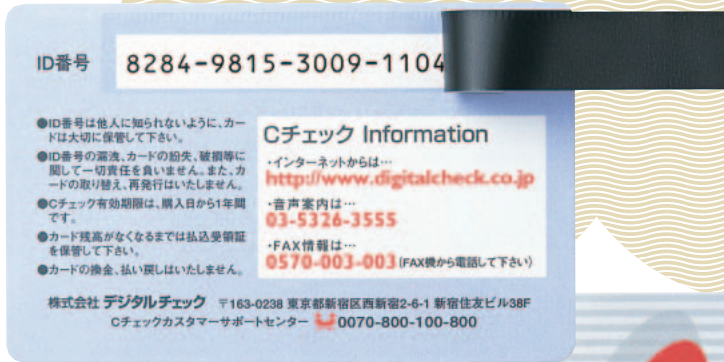 ID番号 8284-9815-3009-1104
●ID番号は他人に知られないように、カー
ドは大切に保管して下さい。
●ID番号の漏洩、カードの紛失、破損等に
関して一切責任を負いません。また、カ
ードの取り替え、再発行はいたしません。
●Cチェック有効期限は、購入日から1年間
です。
●カード残高がなくなるまでは払込受領証
を保管して下さい。
●カードの換金、払い戻しはいたしません。
Cチェック Information
・インターネットからは…
http://www.digitalcheck.co.jp
・音声案内は…
03-5326-3555
・FAX情報は…
0570-003-003(FAX機から電話して下さい)
株式会社 デジタルチェック 〒163-0238 東京都新宿区西新宿2-6-1 新宿住友ビル38F
Cチェックカスタマーサポートセンター 0070-800-100-800